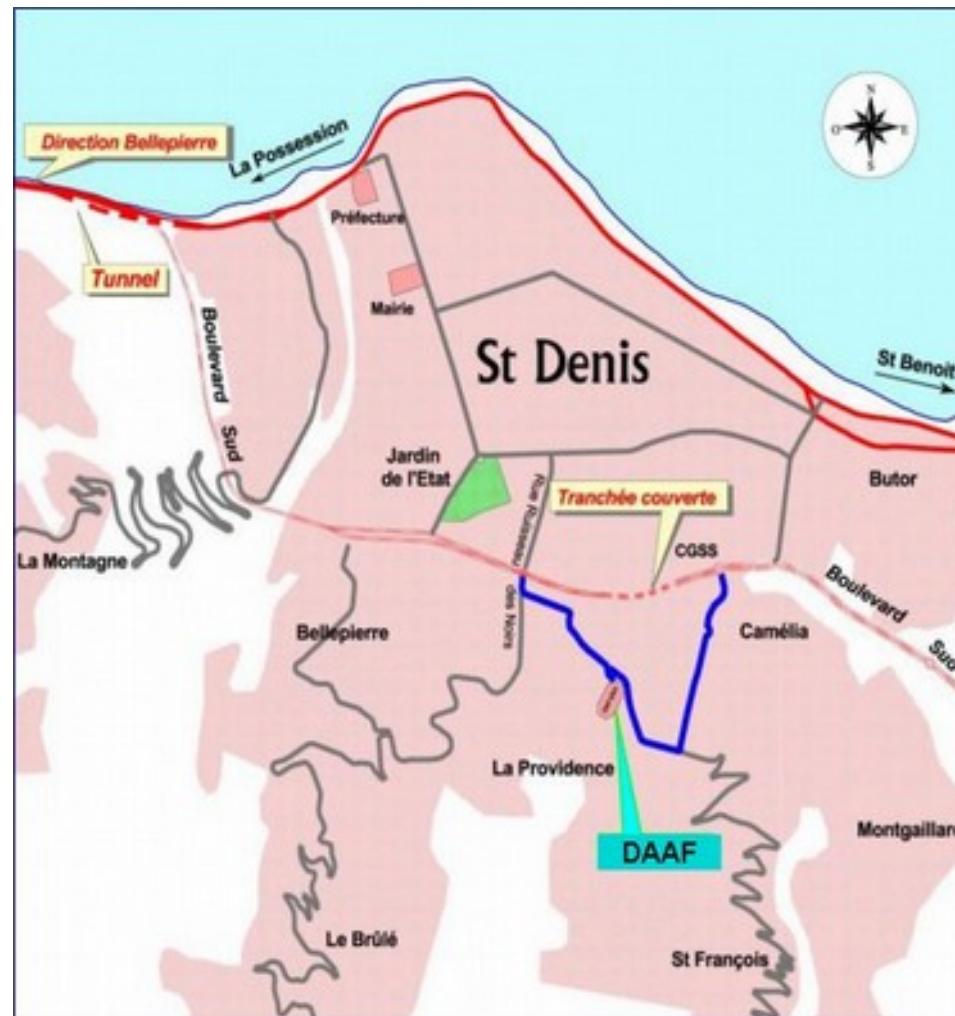 Direction Bellepierre
La Possession
N
O
E
S
Préfecture
Tunnel
Mairie
Boulevard Sud
St Denis
St Benoit
Jardin
de l'Etat
Rue Ruisseau
des Noirs
Tranchée couverte
Butor
La Montagne
CGSS
Boulevard
Sud
Bellepierre
Camélia
La Providence
Montgaillard
DAAF
Le Brûlé
St François